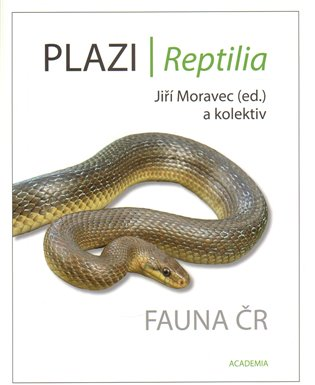 PLAZI | Reptilia
Jiří Moravec (ed.)
a kolektiv
FAUNA ČR
ACADEMIA